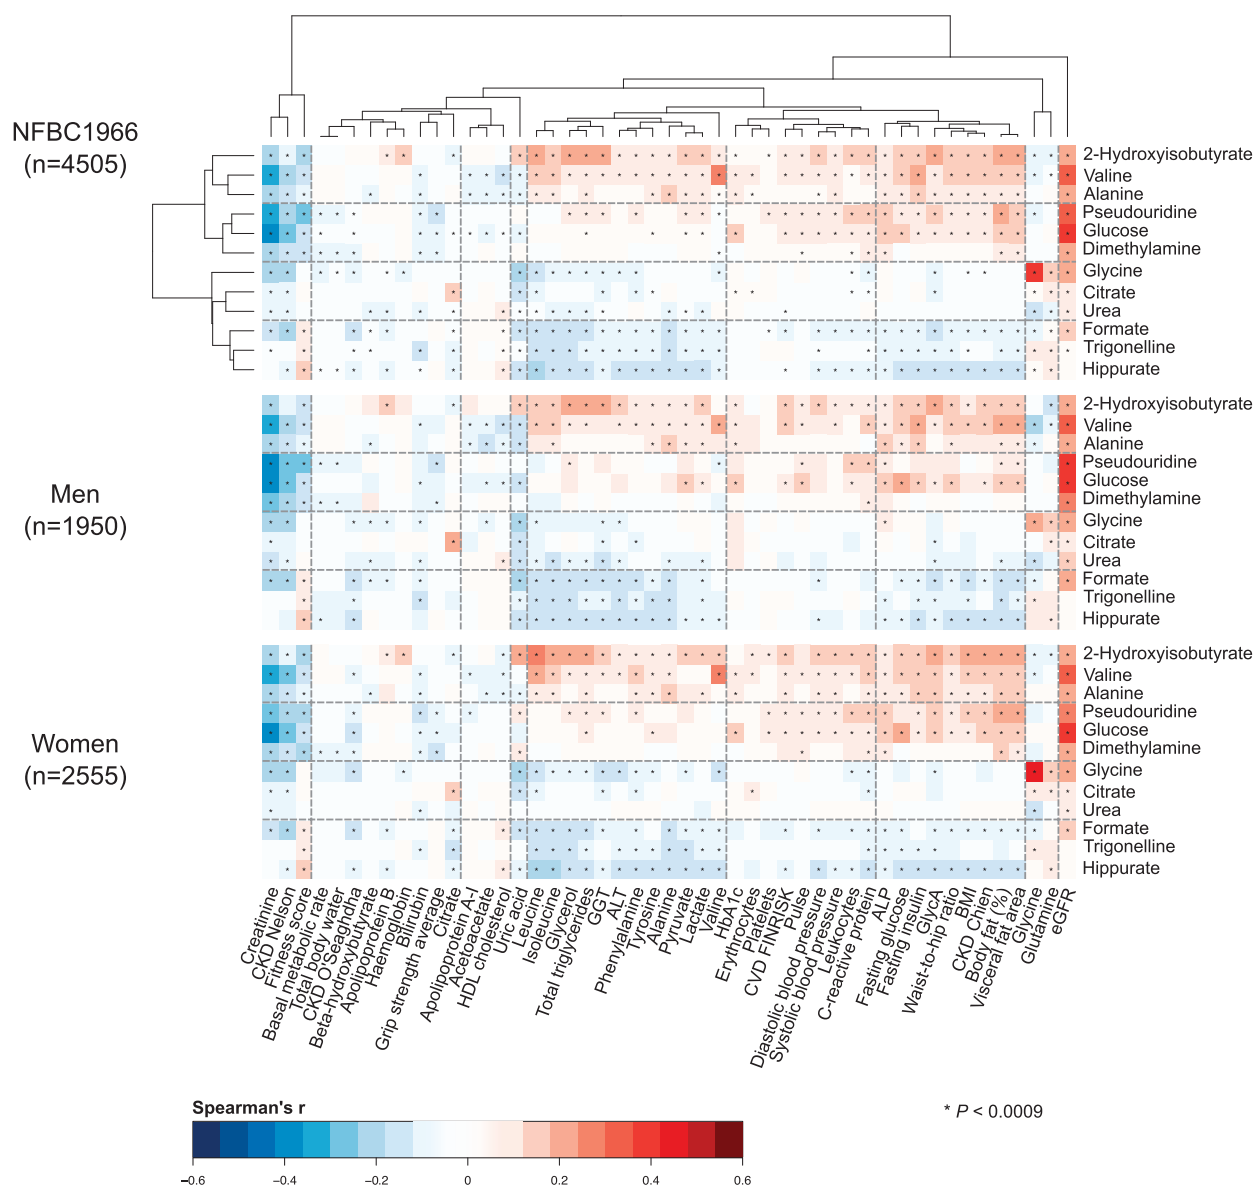 NFBC1966
(n=4505)
2-Hydroxyisobutyrate
Valine
Alanine
Pseudouridine
Glucose
Dimethylamine
Glycine
Citrate
Urea
Formate
Trigonelline
Hippurate
Men
(n=1950)
2-Hydroxyisobutyrate
Valine
Alanine
Pseudouridine
Glucose
Dimethylamine
Glycine
Citrate
Urea
Formate
Trigonelline
Hippurate
Women
(n=2555)
2-Hydroxyisobutyrate
Valine
Alanine
Pseudouridine
Glucose
Dimethylamine
Glycine
Citrate
Urea
Formate
Trigonelline
Hippurate
Creatinine
CKD Nelson
Fitness score
Basal metabolic rate
Total body water
CKD O'Seaghdha
Beta-hydroxybutyrate
Apolipoprotein B
Haemoglobin
Bilirubin
Grip strength average
Citrate
Apolipoprotein A-I
Acetoacetate
HDL cholesterol
Uric acid
Leucine
Isoleucine
Glycerol
Total triglycerides
GGT
ALT
Phenylalanine
Tyrosine
Alanine
Pyruvate
Lactate
Valine
HbA1c
Erythrocytes
Platelets
CVD FINRISK
Pulse
Diastolic blood pressure
Systolic blood pressure
Leukocytes
C-reactive protein
ALP
Fasting glucose
Fasting insulin
GlycA
Waist-to-hip ratio
BMI
CKD Chien
Body fat (%)
Visceral fat area
Glycine
Glutamine
eGFR
Spearman's r
* P < 0.0009
−0.6
−0.4
−0.2
0
0.2
0.4
0.6